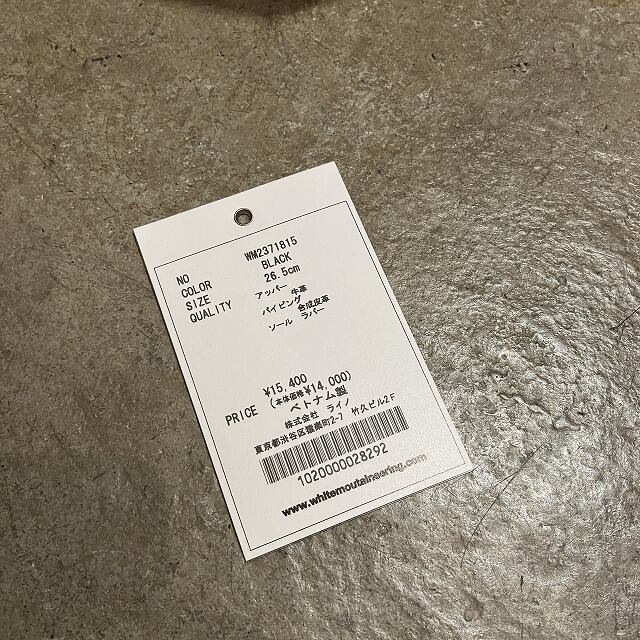 NO WM2371815
COLOR BLACK
SIZE 26.5cm
QUALITY アッパー 牛革
パイピング 合成皮革
ソール ラバー
¥15,400
PRICE (本体価格¥14,000)
ベトナム製
株式会社 ライノ
東京都渋谷区猿楽町2-7 竹久ビル2F
1020000028292
www.whitemoutaineering.com